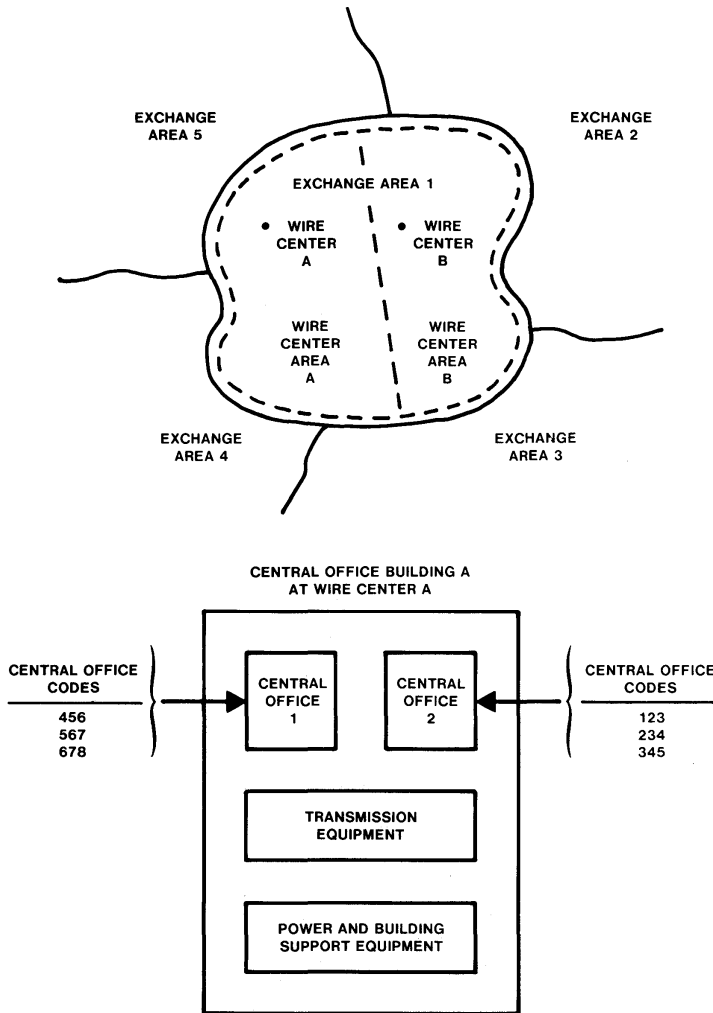 EXCHANGE
AREA 5
EXCHANGE
AREA 2
EXCHANGE AREA 1
WIRE
CENTER
A
WIRE
CENTER
B
WIRE
CENTER
AREA
A
WIRE
CENTER
AREA
B
EXCHANGE
AREA 4
EXCHANGE
AREA 3
CENTRAL OFFICE BUILDING A
AT WIRE CENTER A
CENTRAL OFFICE
CODES
456
567
678
CENTRAL
OFFICE
1
CENTRAL
OFFICE
2
CENTRAL OFFICE
CODES
123
234
345
TRANSMISSION
EQUIPMENT
POWER AND BUILDING
SUPPORT EQUIPMENT